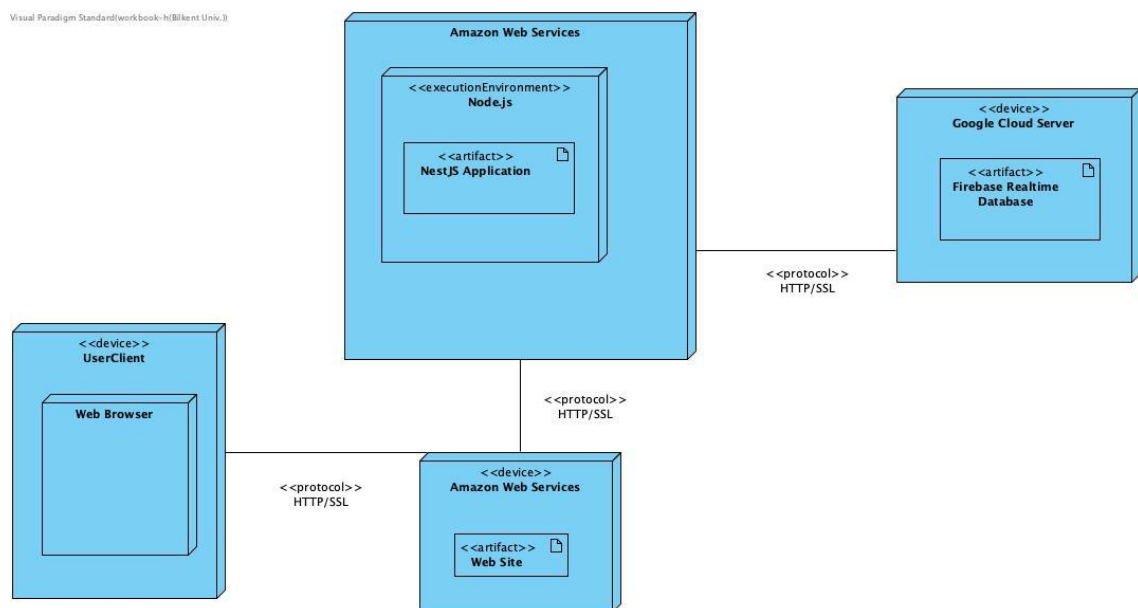 Visual Paradigm Standard(workbook-h(Bilkent Univ.))
Amazon Web Services
<<executionEnvironment>>
Node.js
<<artifact>>
NestJS Application
<<device>>
Google Cloud Server
<<artifact>>
Firebase Realtime
Database
<<protocol>>
HTTP/SSL
<<device>>
UserClient
Web Browser
<<protocol>>
HTTP/SSL
<<protocol>>
HTTP/SSL
<<device>>
Amazon Web Services
<<artifact>>
Web Site